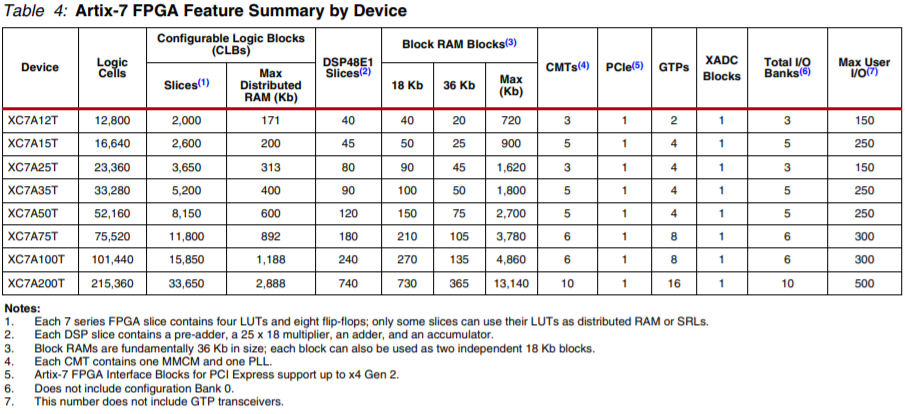 Table 4: Artix-7 FPGA Feature Summary by Device
Device Logic Cells Configurable Logic Blocks (CLBs) DSP48E1 Slices(2) Block RAM Blocks(3) CMTs(4) PCIe(5) GTPs XADC Blocks Total I/O Banks(6) Max User I/O(7)
Slices(1) Max Distributed RAM (Kb) 18 Kb 36 Kb Max (Kb)
XC7A12T 12,800 2,000 171 40 40 20 720 3 1 2 1 3 150
XC7A15T 16,640 2,600 200 45 50 25 900 5 1 4 1 5 250
XC7A25T 23,360 3,650 313 80 90 45 1,620 3 1 4 1 3 150
XC7A35T 33,280 5,200 400 90 100 50 1,800 5 1 4 1 5 250
XC7A50T 52,160 8,150 600 120 150 75 2,700 5 1 4 1 5 250
XC7A75T 75,520 11,800 892 180 210 105 3,780 6 1 8 1 6 300
XC7A100T 101,440 15,850 1,188 240 270 135 4,860 6 1 8 1 6 300
XC7A200T 215,360 33,650 2,888 740 730 365 13,140 10 1 16 1 10 500
Notes:
1. Each 7 series FPGA slice contains four LUTs and eight flip-flops; only some slices can use their LUTs as distributed RAM or SRLs.
2. Each DSP slice contains a pre-adder, a 25 x 18 multiplier, an adder, and an accumulator.
3. Block RAMs are fundamentally 36 Kb in size; each block can also be used as two independent 18 Kb blocks.
4. Each CMT contains one MMCM and one PLL.
5. Artix-7 FPGA Interface Blocks for PCI Express support up to x4 Gen 2.
6. Does not include configuration Bank 0.
7. This number does not include GTP transceivers.